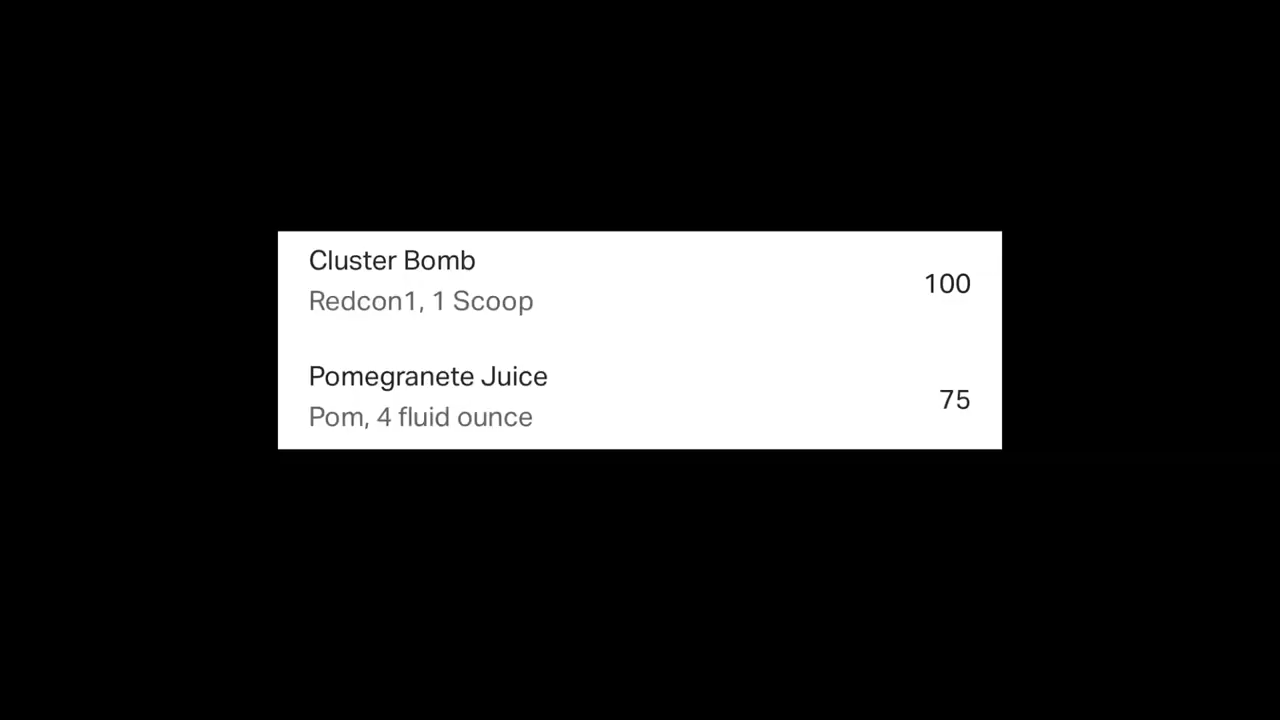 Cluster Bomb
Redcon1, 1 Scoop
100
Pomegranete Juice
Pom, 4 fluid ounce
75